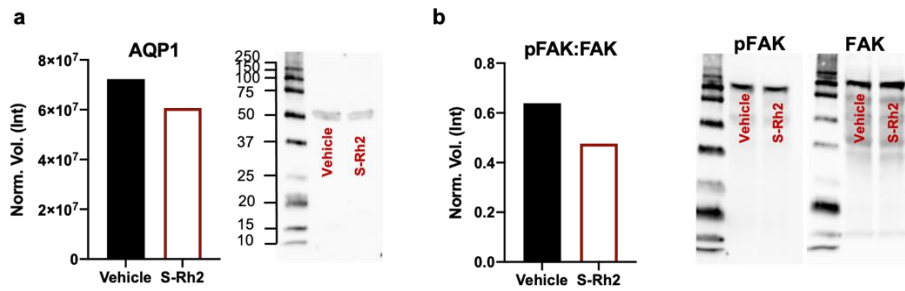 a
AQP1
Norm. Vol. (Int)
8×10⁷
6×10⁷
4×10⁷
2×10⁷
0
Vehicle S-Rh2
250
150
100
75
50
37
25
20
15
10
Vehicle
S-Rh2
b
pFAK:FAK
Norm. Vol. (Int)
0.8
0.6
0.4
0.2
0.0
Vehicle S-Rh2
pFAK
Vehicle
S-Rh2
FAK
Vehicle
S-Rh2